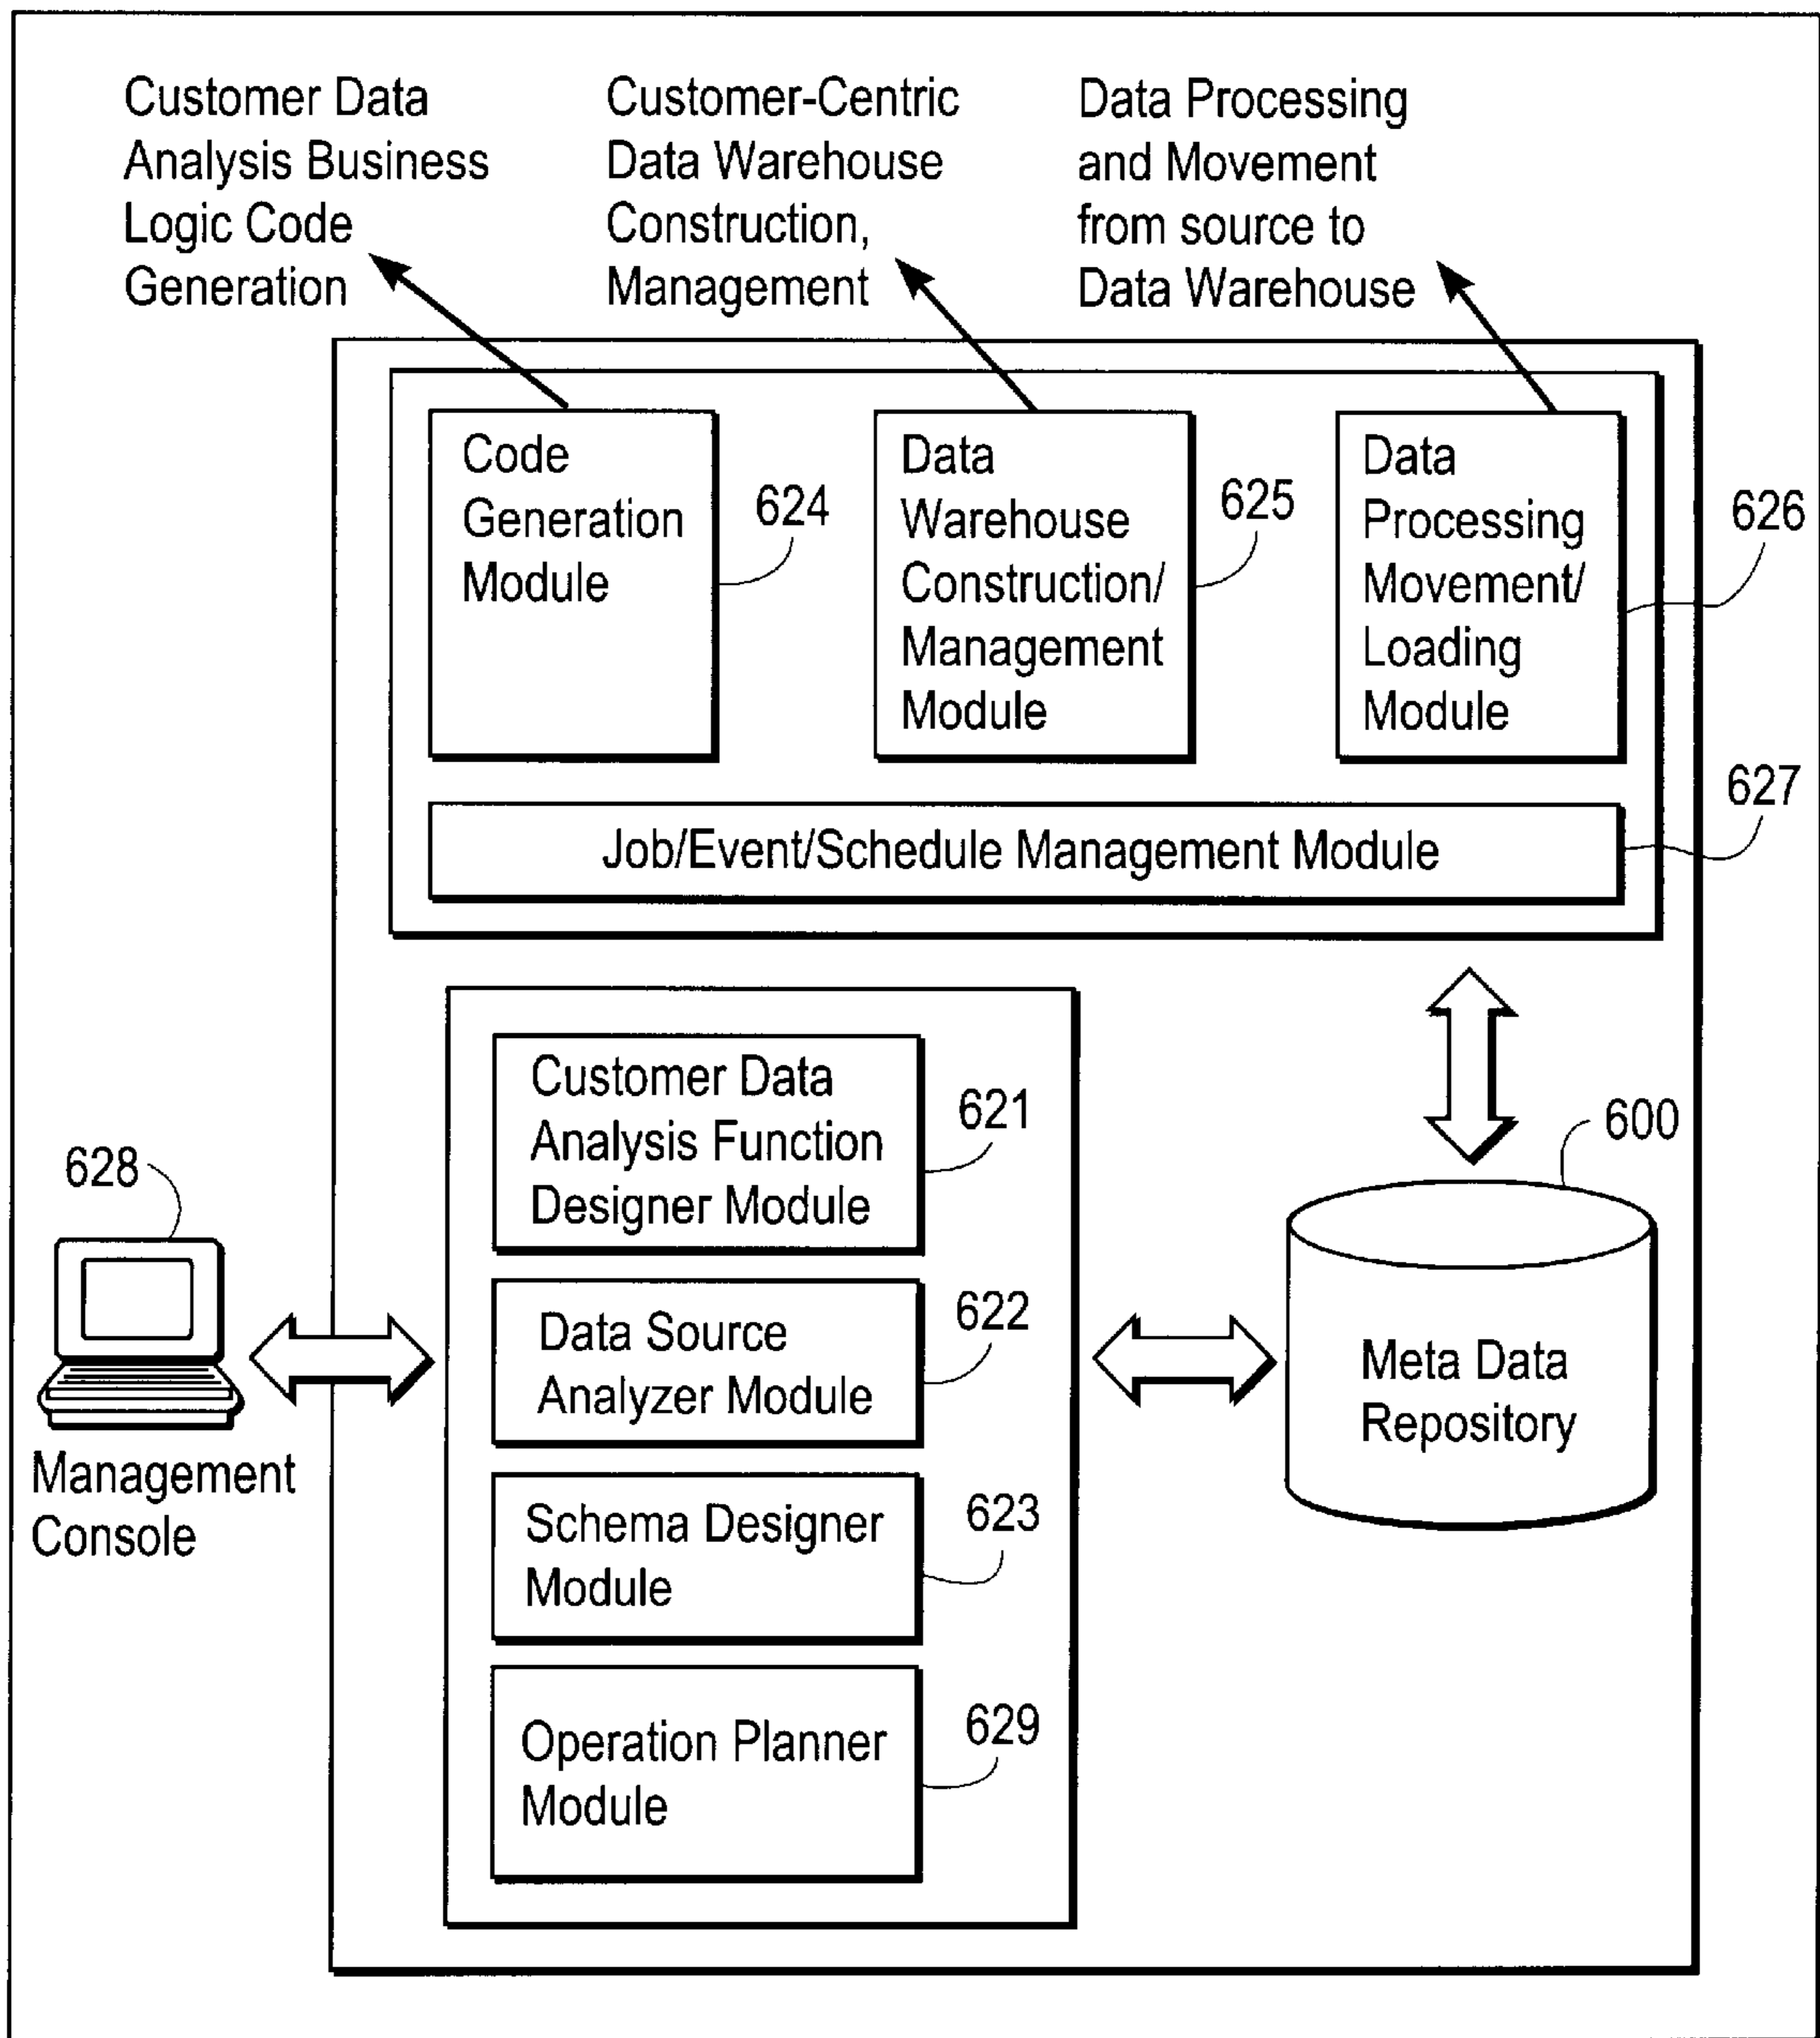 Customer Data
Analysis Business
Logic Code
Generation
Customer-Centric
Data Warehouse
Construction,
Management
Data Processing
and Movement
from source to
Data Warehouse
Code
Generation
Module
624
Data
Warehouse
Construction/
Management
Module
625
Data
Processing
Movement/
Loading
Module
626
Job/Event/Schedule Management Module
627
Customer Data
Analysis Function
Designer Module
621
Data Source
Analyzer Module
622
Schema Designer
Module
623
Operation Planner
Module
629
628
Management
Console
600
Meta Data
Repository